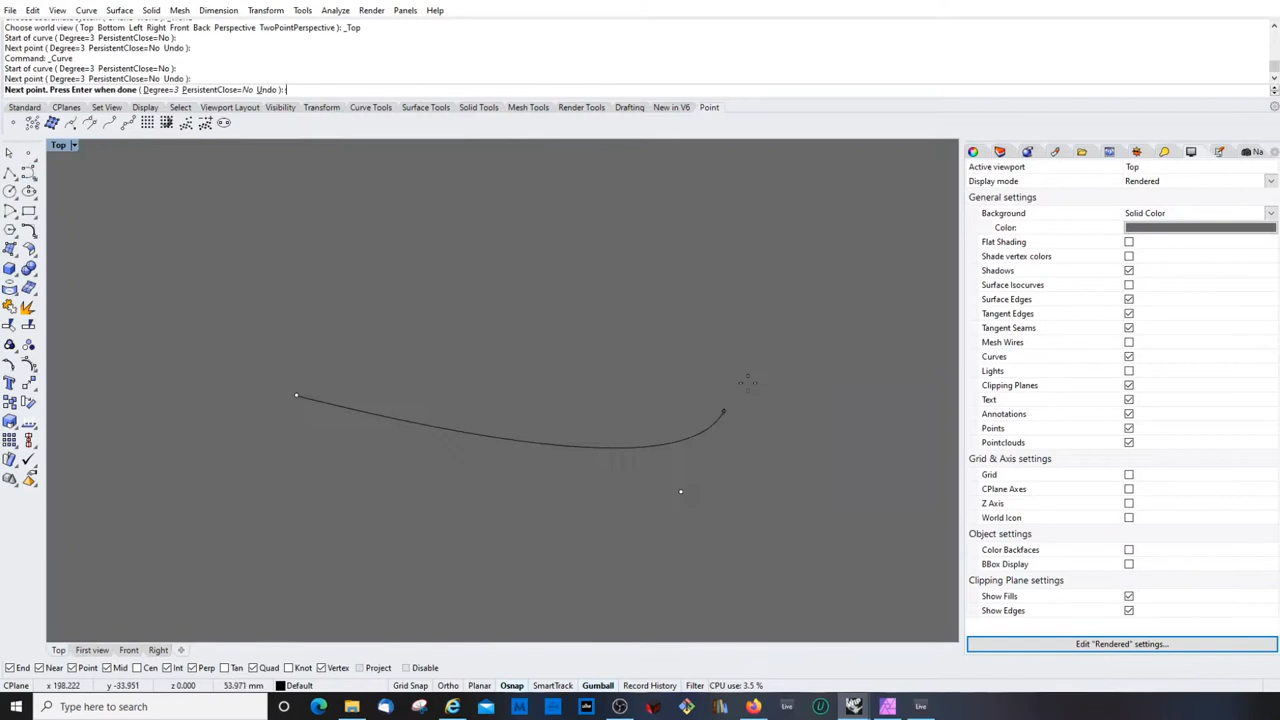 File Edit View Curve Surface Solid Mesh Dimension Transform Tools Analyze Render Panels Help
Choose world view ( Top Bottom Left Right Front Back Perspective TwoPointPerspective ): _Top
Start of curve ( Degree=3 PersistentClose=No ):
Next point ( Degree=3 PersistentClose=No Undo ):
Command: _Curve
Start of curve ( Degree=3 PersistentClose=No ):
Next point ( Degree=3 PersistentClose=No Undo ):
Next point. Press Enter when done ( Degree=3 PersistentClose=No Undo ):
Standard CPlanes Set View Display Select Viewport Layout Visibility Transform Curve Tools Surface Tools Solid Tools Mesh Tools Render Tools Drafting New in V6 Point
Top
Na
Active viewport Top
Display mode Rendered
General settings
Background Solid Color
Color:
Flat Shading
Shade vertex colors
Shadows
Surface Isocurves
Surface Edges
Tangent Edges
Tangent Seams
Mesh Wires
Curves
Lights
Clipping Planes
Text
Annotations
Points
Pointclouds
Grid & Axis settings
Grid
CPlane Axes
Z Axis
World Icon
Object settings
Color Backfaces
BBox Display
Clipping Plane settings
Show Fills
Show Edges
Edit "Rendered" settings...
Top First view Front Right
End Near Point Mid Cen Int Perp Tan Quad Knot Vertex Project Disable
CPlane x 198.222 y -33.951 z 0.000 53.971 mm Default Grid Snap Ortho Planar Osnap SmartTrack Gumball Record History Filter CPU use: 3.5 %
Type here to search Live Live